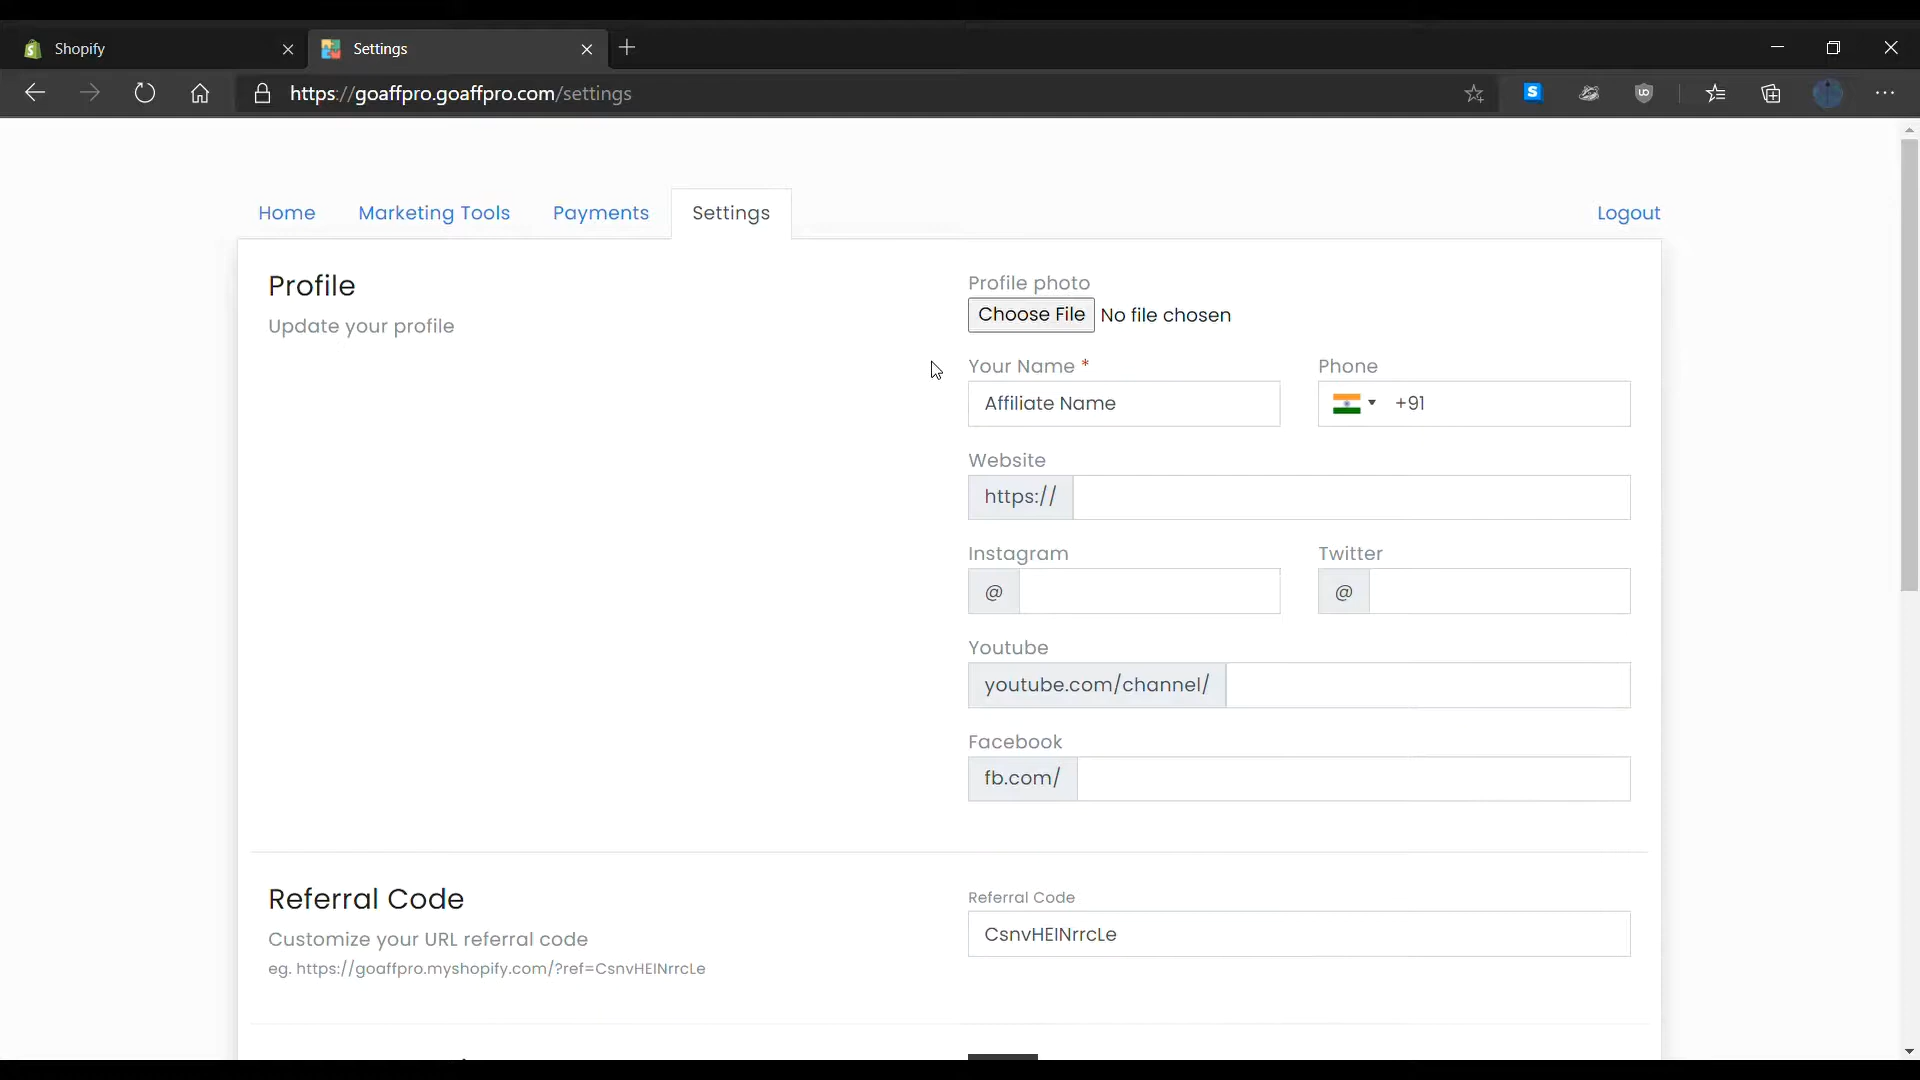 Shopify
Settings
https://goaffpro.goaffpro.com/settings
Home
Marketing Tools
Payments
Settings
Logout
Profile
Update your profile
Profile photo
Choose File No file chosen
Your Name *
Phone
Affiliate Name
+91
Website
https://
Instagram
Twitter
@
@
Youtube
youtube.com/channel/
Facebook
fb.com/
Referral Code
Customize your URL referral code
eg. https://goaffpro.myshopify.com/?ref=CsnvHEINrrcLe
Referral Code
CsnvHEINrrcLe